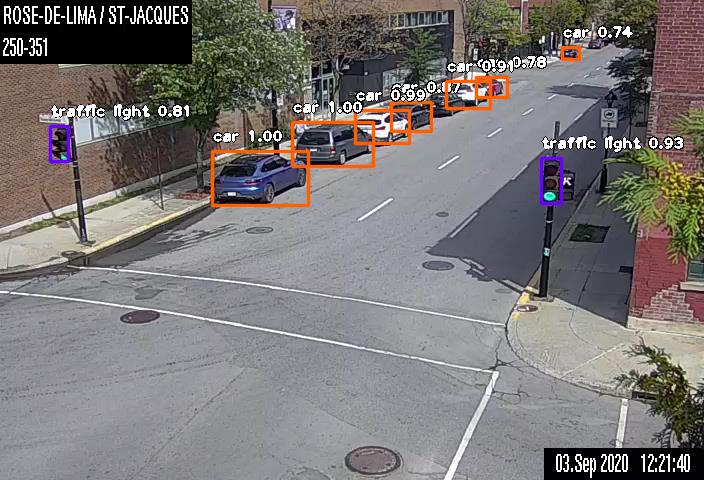 ROSE-DE-LIMA / ST-JACQUES
250-351
car 0.74
traffic light 0.81
car 1.00
car 1.00
car 0.99
traffic light 0.93
03.Sep 2020 12:21:40